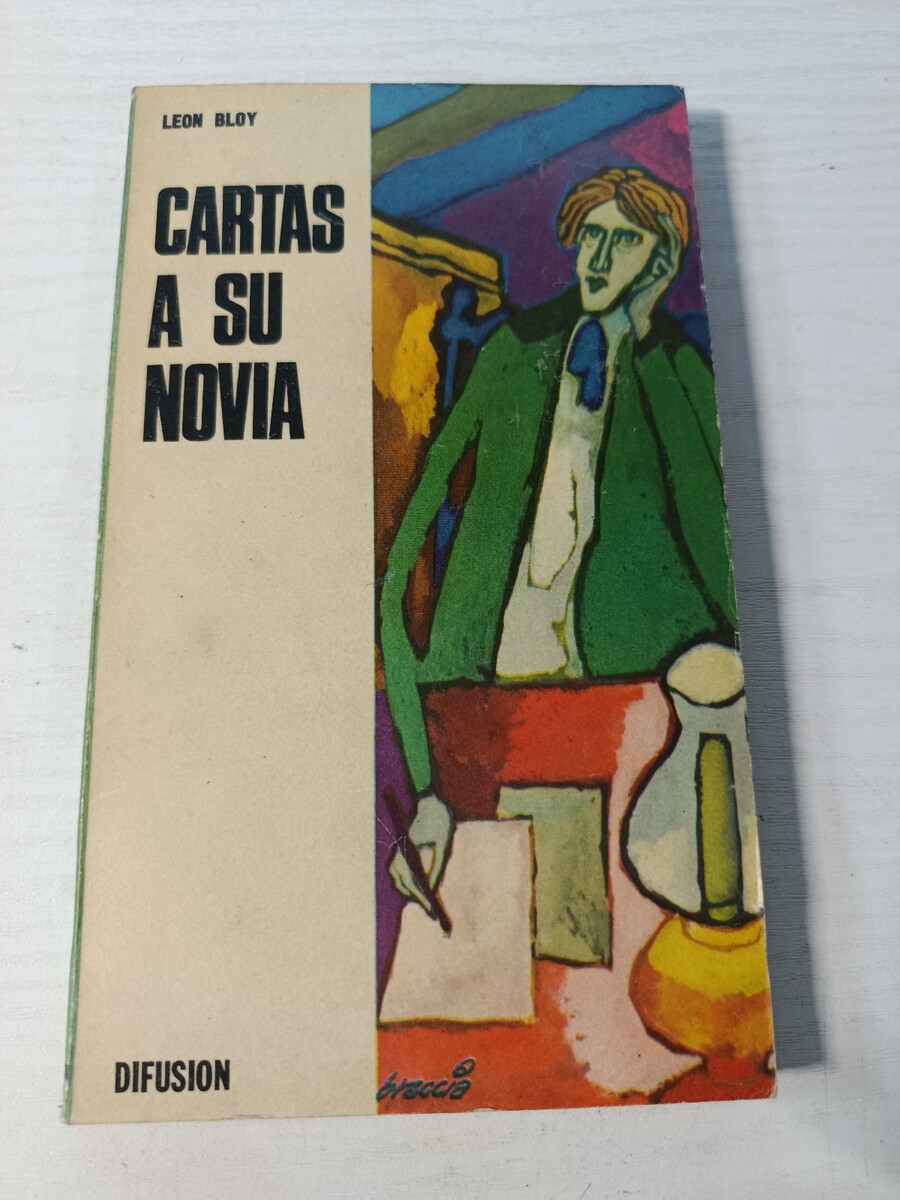 LEON BLOY
CARTAS
A SU
NOVIA
DIFUSION
breccia